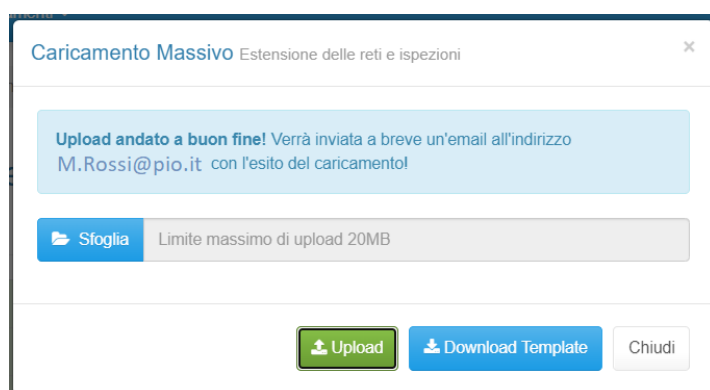 Caricamento Massivo Estensione delle reti e ispezioni ×
Upload andato a buon fine! Verrà inviata a breve un'email all'indirizzo
M.Rossi@pio.it con l'esito del caricamento!
Sfoglia Limite massimo di upload 20MB
Upload Download Template Chiudi